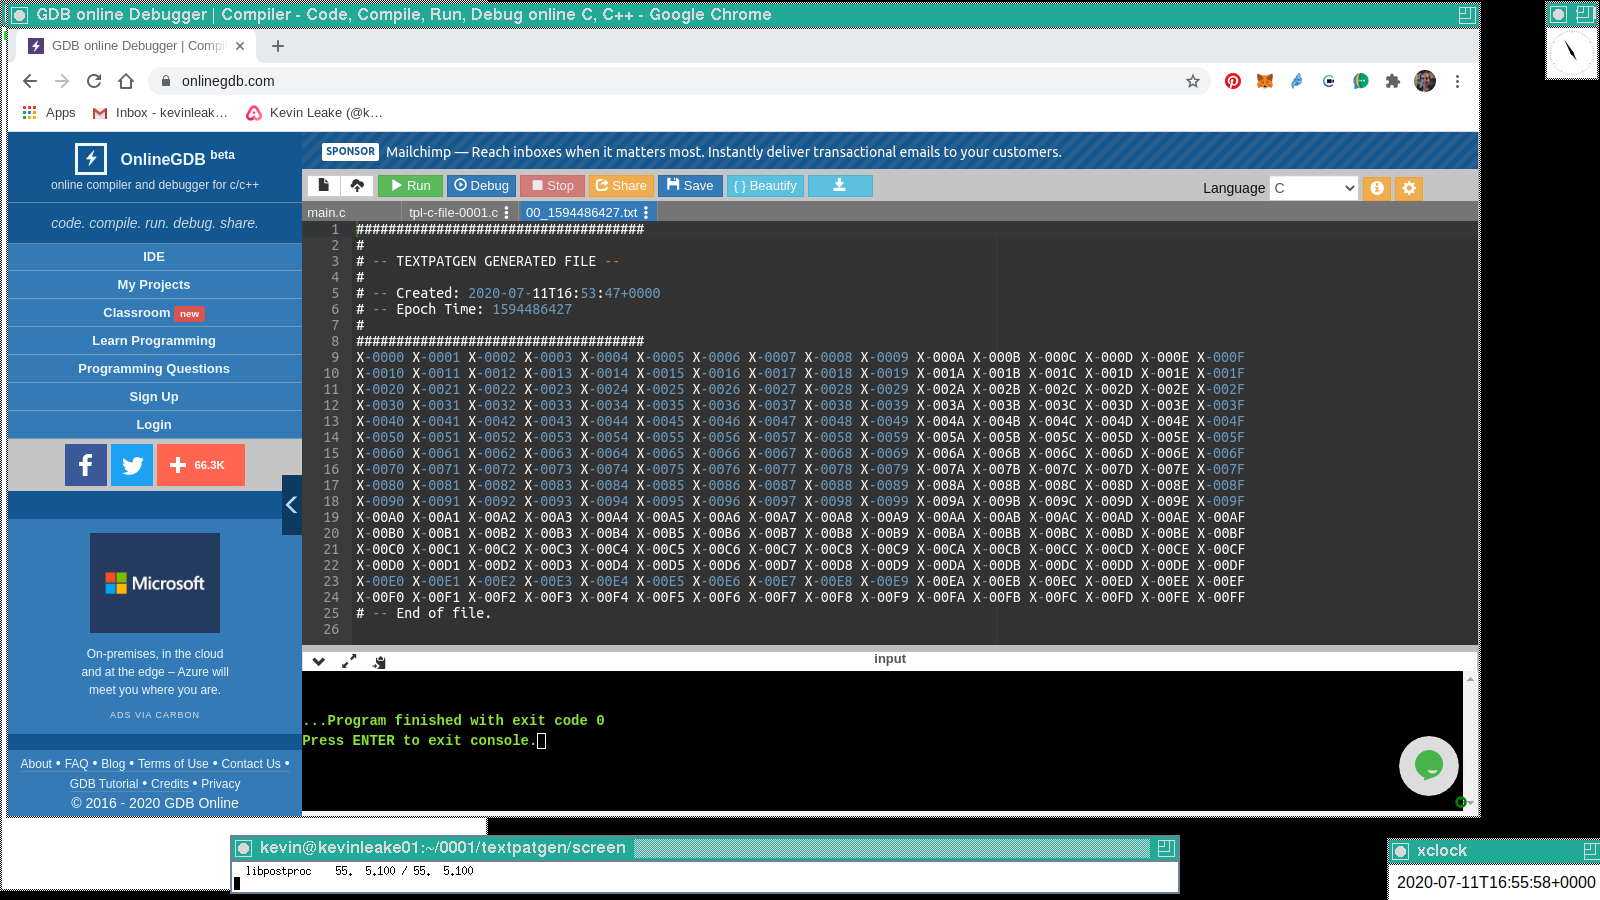 GDB online Debugger | Compiler - Code, Compile, Run, Debug online C, C++ - Google Chrome
GDB online Debugger | Compi
onlinegdb.com
Apps
Inbox - kevinleak…
Kevin Leake (@k…
OnlineGDB beta
online compiler and debugger for c/c++
code. compile. run. debug. share.
IDE
My Projects
Classroom new
Learn Programming
Programming Questions
Sign Up
Login
66.3K
Microsoft
On-premises, in the cloud
and at the edge – Azure will
meet you where you are.
ADS VIA CARBON
About • FAQ • Blog • Terms of Use • Contact Us •
GDB Tutorial • Credits • Privacy
© 2016 - 2020 GDB Online
SPONSOR Mailchimp — Reach inboxes when it matters most. Instantly deliver transactional emails to your customers.
Run Debug Stop Share Save { } Beautify
Language C
main.c tpl-c-file-0001.c 00_1594486427.txt
1 ####################################
2 #
3 # -- TEXTPATGEN GENERATED FILE --
4 #
5 # -- Created: 2020-07-11T16:53:47+0000
6 # -- Epoch Time: 1594486427
7 #
8 ####################################
9 X-0000 X-0001 X-0002 X-0003 X-0004 X-0005 X-0006 X-0007 X-0008 X-0009 X-000A X-000B X-000C X-000D X-000E X-000F
10 X-0010 X-0011 X-0012 X-0013 X-0014 X-0015 X-0016 X-0017 X-0018 X-0019 X-001A X-001B X-001C X-001D X-001E X-001F
11 X-0020 X-0021 X-0022 X-0023 X-0024 X-0025 X-0026 X-0027 X-0028 X-0029 X-002A X-002B X-002C X-002D X-002E X-002F
12 X-0030 X-0031 X-0032 X-0033 X-0034 X-0035 X-0036 X-0037 X-0038 X-0039 X-003A X-003B X-003C X-003D X-003E X-003F
13 X-0040 X-0041 X-0042 X-0043 X-0044 X-0045 X-0046 X-0047 X-0048 X-0049 X-004A X-004B X-004C X-004D X-004E X-004F
14 X-0050 X-0051 X-0052 X-0053 X-0054 X-0055 X-0056 X-0057 X-0058 X-0059 X-005A X-005B X-005C X-005D X-005E X-005F
15 X-0060 X-0061 X-0062 X-0063 X-0064 X-0065 X-0066 X-0067 X-0068 X-0069 X-006A X-006B X-006C X-006D X-006E X-006F
16 X-0070 X-0071 X-0072 X-0073 X-0074 X-0075 X-0076 X-0077 X-0078 X-0079 X-007A X-007B X-007C X-007D X-007E X-007F
17 X-0080 X-0081 X-0082 X-0083 X-0084 X-0085 X-0086 X-0087 X-0088 X-0089 X-008A X-008B X-008C X-008D X-008E X-008F
18 X-0090 X-0091 X-0092 X-0093 X-0094 X-0095 X-0096 X-0097 X-0098 X-0099 X-009A X-009B X-009C X-009D X-009E X-009F
19 X-00A0 X-00A1 X-00A2 X-00A3 X-00A4 X-00A5 X-00A6 X-00A7 X-00A8 X-00A9 X-00AA X-00AB X-00AC X-00AD X-00AE X-00AF
20 X-00B0 X-00B1 X-00B2 X-00B3 X-00B4 X-00B5 X-00B6 X-00B7 X-00B8 X-00B9 X-00BA X-00BB X-00BC X-00BD X-00BE X-00BF
21 X-00C0 X-00C1 X-00C2 X-00C3 X-00C4 X-00C5 X-00C6 X-00C7 X-00C8 X-00C9 X-00CA X-00CB X-00CC X-00CD X-00CE X-00CF
22 X-00D0 X-00D1 X-00D2 X-00D3 X-00D4 X-00D5 X-00D6 X-00D7 X-00D8 X-00D9 X-00DA X-00DB X-00DC X-00DD X-00DE X-00DF
23 X-00E0 X-00E1 X-00E2 X-00E3 X-00E4 X-00E5 X-00E6 X-00E7 X-00E8 X-00E9 X-00EA X-00EB X-00EC X-00ED X-00EE X-00EF
24 X-00F0 X-00F1 X-00F2 X-00F3 X-00F4 X-00F5 X-00F6 X-00F7 X-00F8 X-00F9 X-00FA X-00FB X-00FC X-00FD X-00FE X-00FF
25 # -- End of file.
26
input
...Program finished with exit code 0
Press ENTER to exit console.
kevin@kevinleake01:~/0001/textpatgen/screen
libpostproc 55. 5.100 / 55. 5.100
xclock
2020-07-11T16:55:58+0000